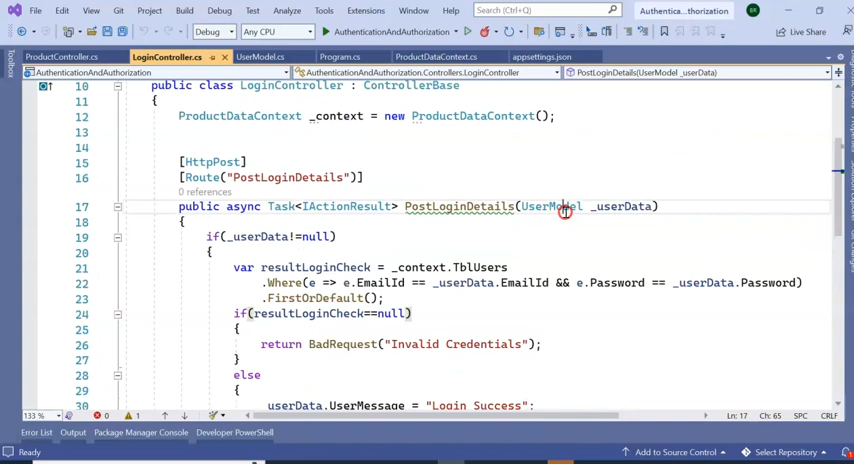 File Edit View Git Project Build Debug Test Analyze Tools Extensions Window Help Search (Ctrl+Q) Authentica...thorization BR
Debug Any CPU AuthenticationAndAuthorization Live Share
ProductController.cs LoginController.cs UserModel.cs Program.cs ProductDataContext.cs appsettings.json
AuthenticationAndAuthorization AuthenticationAndAuthorization.Controllers.LoginController PostLoginDetails(UserModel _userData)
10 public class LoginController : ControllerBase
11 {
12 ProductDataContext _context = new ProductDataContext();
13
14
15 [HttpPost]
16 [Route("PostLoginDetails")]
0 references
17 public async Task<IActionResult> PostLoginDetails(UserModel _userData)
18 {
19 if(_userData!=null)
20 {
21 var resultLoginCheck = _context.TblUsers
22 .Where(e => e.EmailId == _userData.EmailId && e.Password == _userData.Password)
23 .FirstOrDefault();
24 if(resultLoginCheck==null)
25 {
26 return BadRequest("Invalid Credentials");
27 }
28 else
29 {
30 _userData.UserMessage = "Login Success";
133 % 0 1 Ln: 17 Ch: 65 SPC CRLF
Error List Output Package Manager Console Developer PowerShell
Ready Add to Source Control Select Repository